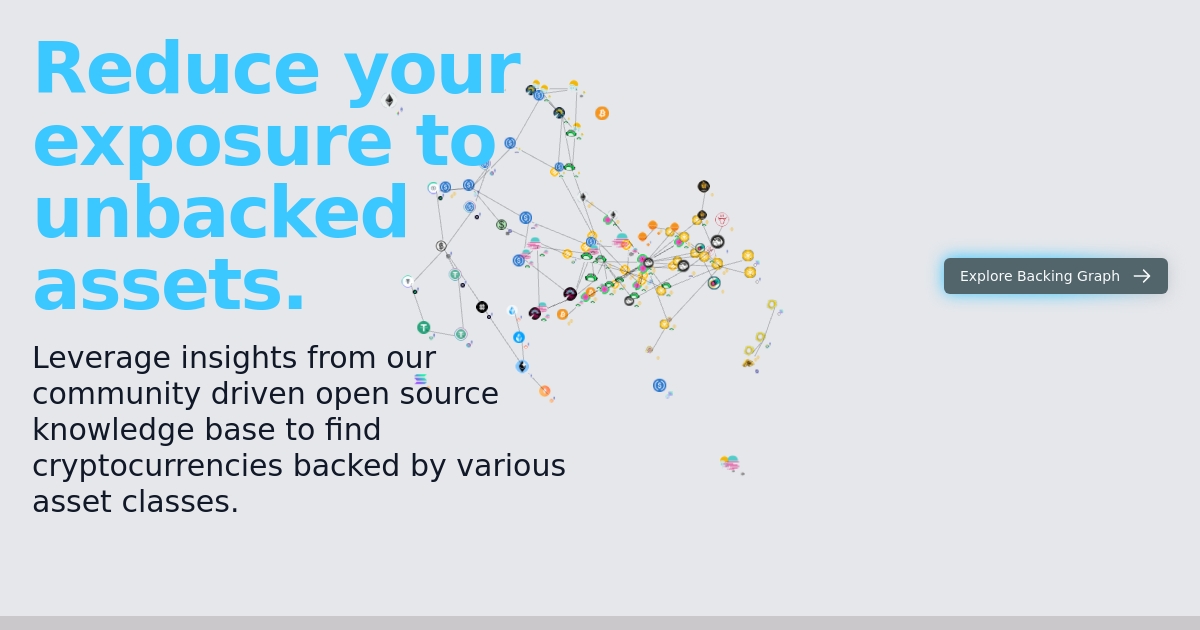 Reduce your
exposure to
unbacked
assets.
Leverage insights from our
community driven open source
knowledge base to find
cryptocurrencies backed by various
asset classes.
Explore Backing Graph